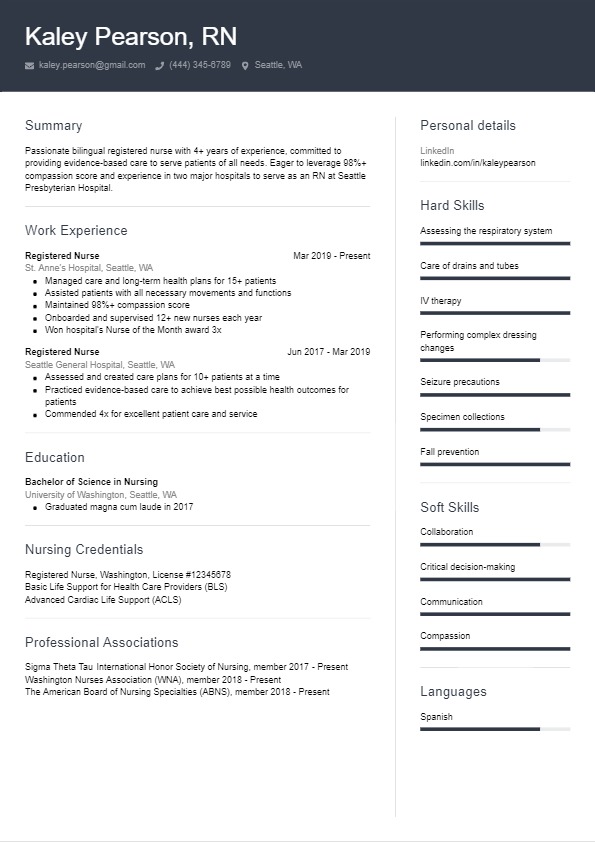 Kaley Pearson, RN
kaley.pearson@gmail.com (444) 345-6789 Seattle, WA
Summary
Passionate bilingual registered nurse with 4+ years of experience, committed to
providing evidence-based care to serve patients of all needs. Eager to leverage 98%+
compassion score and experience in two major hospitals to serve as an RN at Seattle
Presbyterian Hospital.
Work Experience
Registered Nurse Mar 2019 - Present
St. Anne's Hospital, Seattle, WA
Managed care and long-term health plans for 15+ patients
Assisted patients with all necessary movements and functions
Maintained 98%+ compassion score
Onboarded and supervised 12+ new nurses each year
Won hospital's Nurse of the Month award 3x
Registered Nurse Jun 2017 - Mar 2019
Seattle General Hospital, Seattle, WA
Assessed and created care plans for 10+ patients at a time
Practiced evidence-based care to achieve best possible health outcomes for
patients
Commended 4x for excellent patient care and service
Education
Bachelor of Science in Nursing
University of Washington, Seattle, WA
Graduated magna cum laude in 2017
Nursing Credentials
Registered Nurse, Washington, License #12345678
Basic Life Support for Health Care Providers (BLS)
Advanced Cardiac Life Support (ACLS)
Professional Associations
Sigma Theta Tau International Honor Society of Nursing, member 2017 - Present
Washington Nurses Association (WNA), member 2018 - Present
The American Board of Nursing Specialties (ABNS), member 2018 - Present
Personal details
LinkedIn
linkedin.com/in/kaleypearson
Hard Skills
Assessing the respiratory system
Care of drains and tubes
IV therapy
Performing complex dressing
changes
Seizure precautions
Specimen collections
Fall prevention
Soft Skills
Collaboration
Critical decision-making
Communication
Compassion
Languages
Spanish